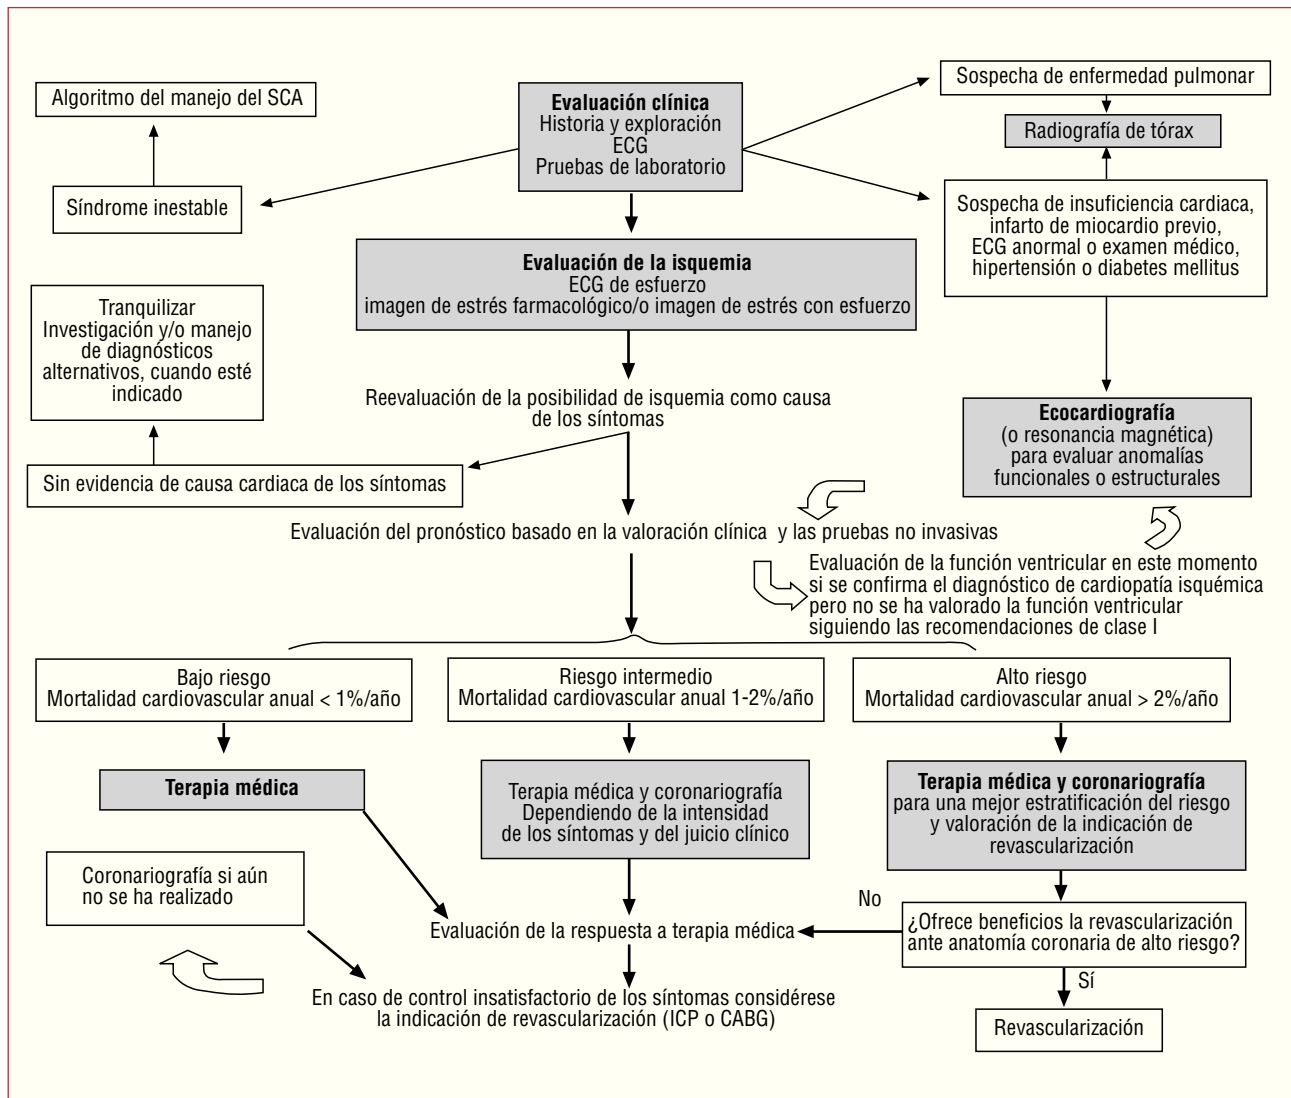 Algoritmo del manejo del SCA
Síndrome inestable
Evaluación clínica
Historia y exploración
ECG
Pruebas de laboratorio
Sospecha de enfermedad pulmonar
Radiografía de tórax
Sospecha de insuficiencia cardiaca,
infarto de miocardio previo,
ECG anormal o examen médico,
hipertensión o diabetes mellitus
Evaluación de la isquemia
ECG de esfuerzo
imagen de estrés farmacológico/o imagen de estrés con esfuerzo
Tranquilizar
Investigación y/o manejo
de diagnósticos
alternativos, cuando esté
indicado
Reevaluación de la posibilidad de isquemia como causa
de los síntomas
Ecocardiografía
(o resonancia magnética)
para evaluar anomalías
funcionales o estructurales
Sin evidencia de causa cardiaca de los síntomas
Evaluación del pronóstico basado en la valoración clínica y las pruebas no invasivas
Evaluación de la función ventricular en este momento
si se confirma el diagnóstico de cardiopatía isquémica
pero no se ha valorado la función ventricular
siguiendo las recomendaciones de clase I
Bajo riesgo
Mortalidad cardiovascular anual < 1%/año
Riesgo intermedio
Mortalidad cardiovascular anual 1-2%/año
Alto riesgo
Mortalidad cardiovascular anual > 2%/año
Terapia médica
Terapia médica y coronariografía
Dependiendo de la intensidad
de los síntomas y del juicio clínico
Terapia médica y coronariografía
para una mejor estratificación del riesgo
y valoración de la indicación de
revascularización
Coronariografía si aún
no se ha realizado
No
Evaluación de la respuesta a terapia médica
¿Ofrece beneficios la revascularización
ante anatomía coronaria de alto riesgo?
Sí
En caso de control insatisfactorio de los síntomas considérese
la indicación de revascularización (ICP o CABG)
Revascularización